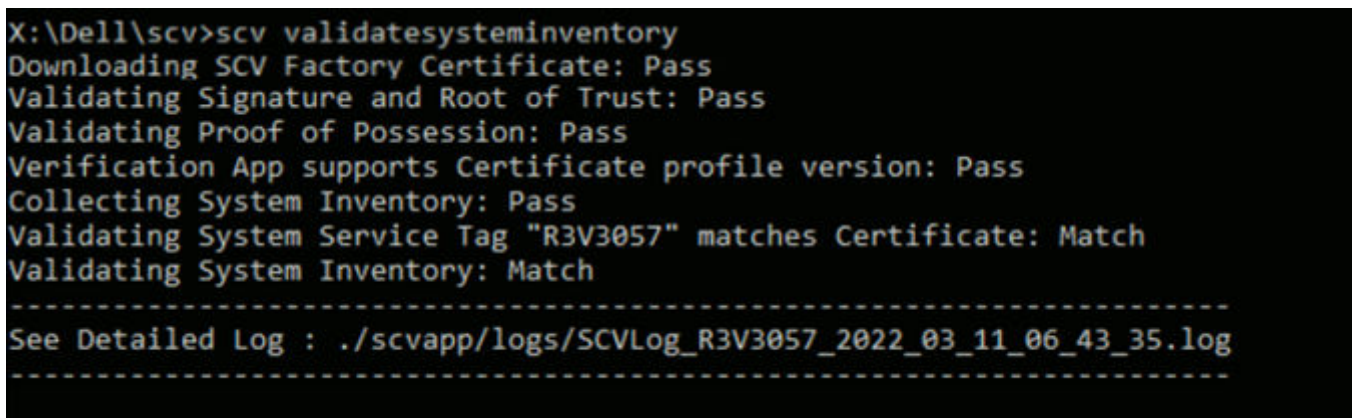 X:\Dell\scv>scv validatesysteminventory
Downloading SCV Factory Certificate: Pass
Validating Signature and Root of Trust: Pass
Validating Proof of Possession: Pass
Verification App supports Certificate profile version: Pass
Collecting System Inventory: Pass
Validating System Service Tag "R3V3057" matches Certificate: Match
Validating System Inventory: Match
--------------------------------------------------------------------------
See Detailed Log : ./scvapp/logs/SCVLog_R3V3057_2022_03_11_06_43_35.log
--------------------------------------------------------------------------